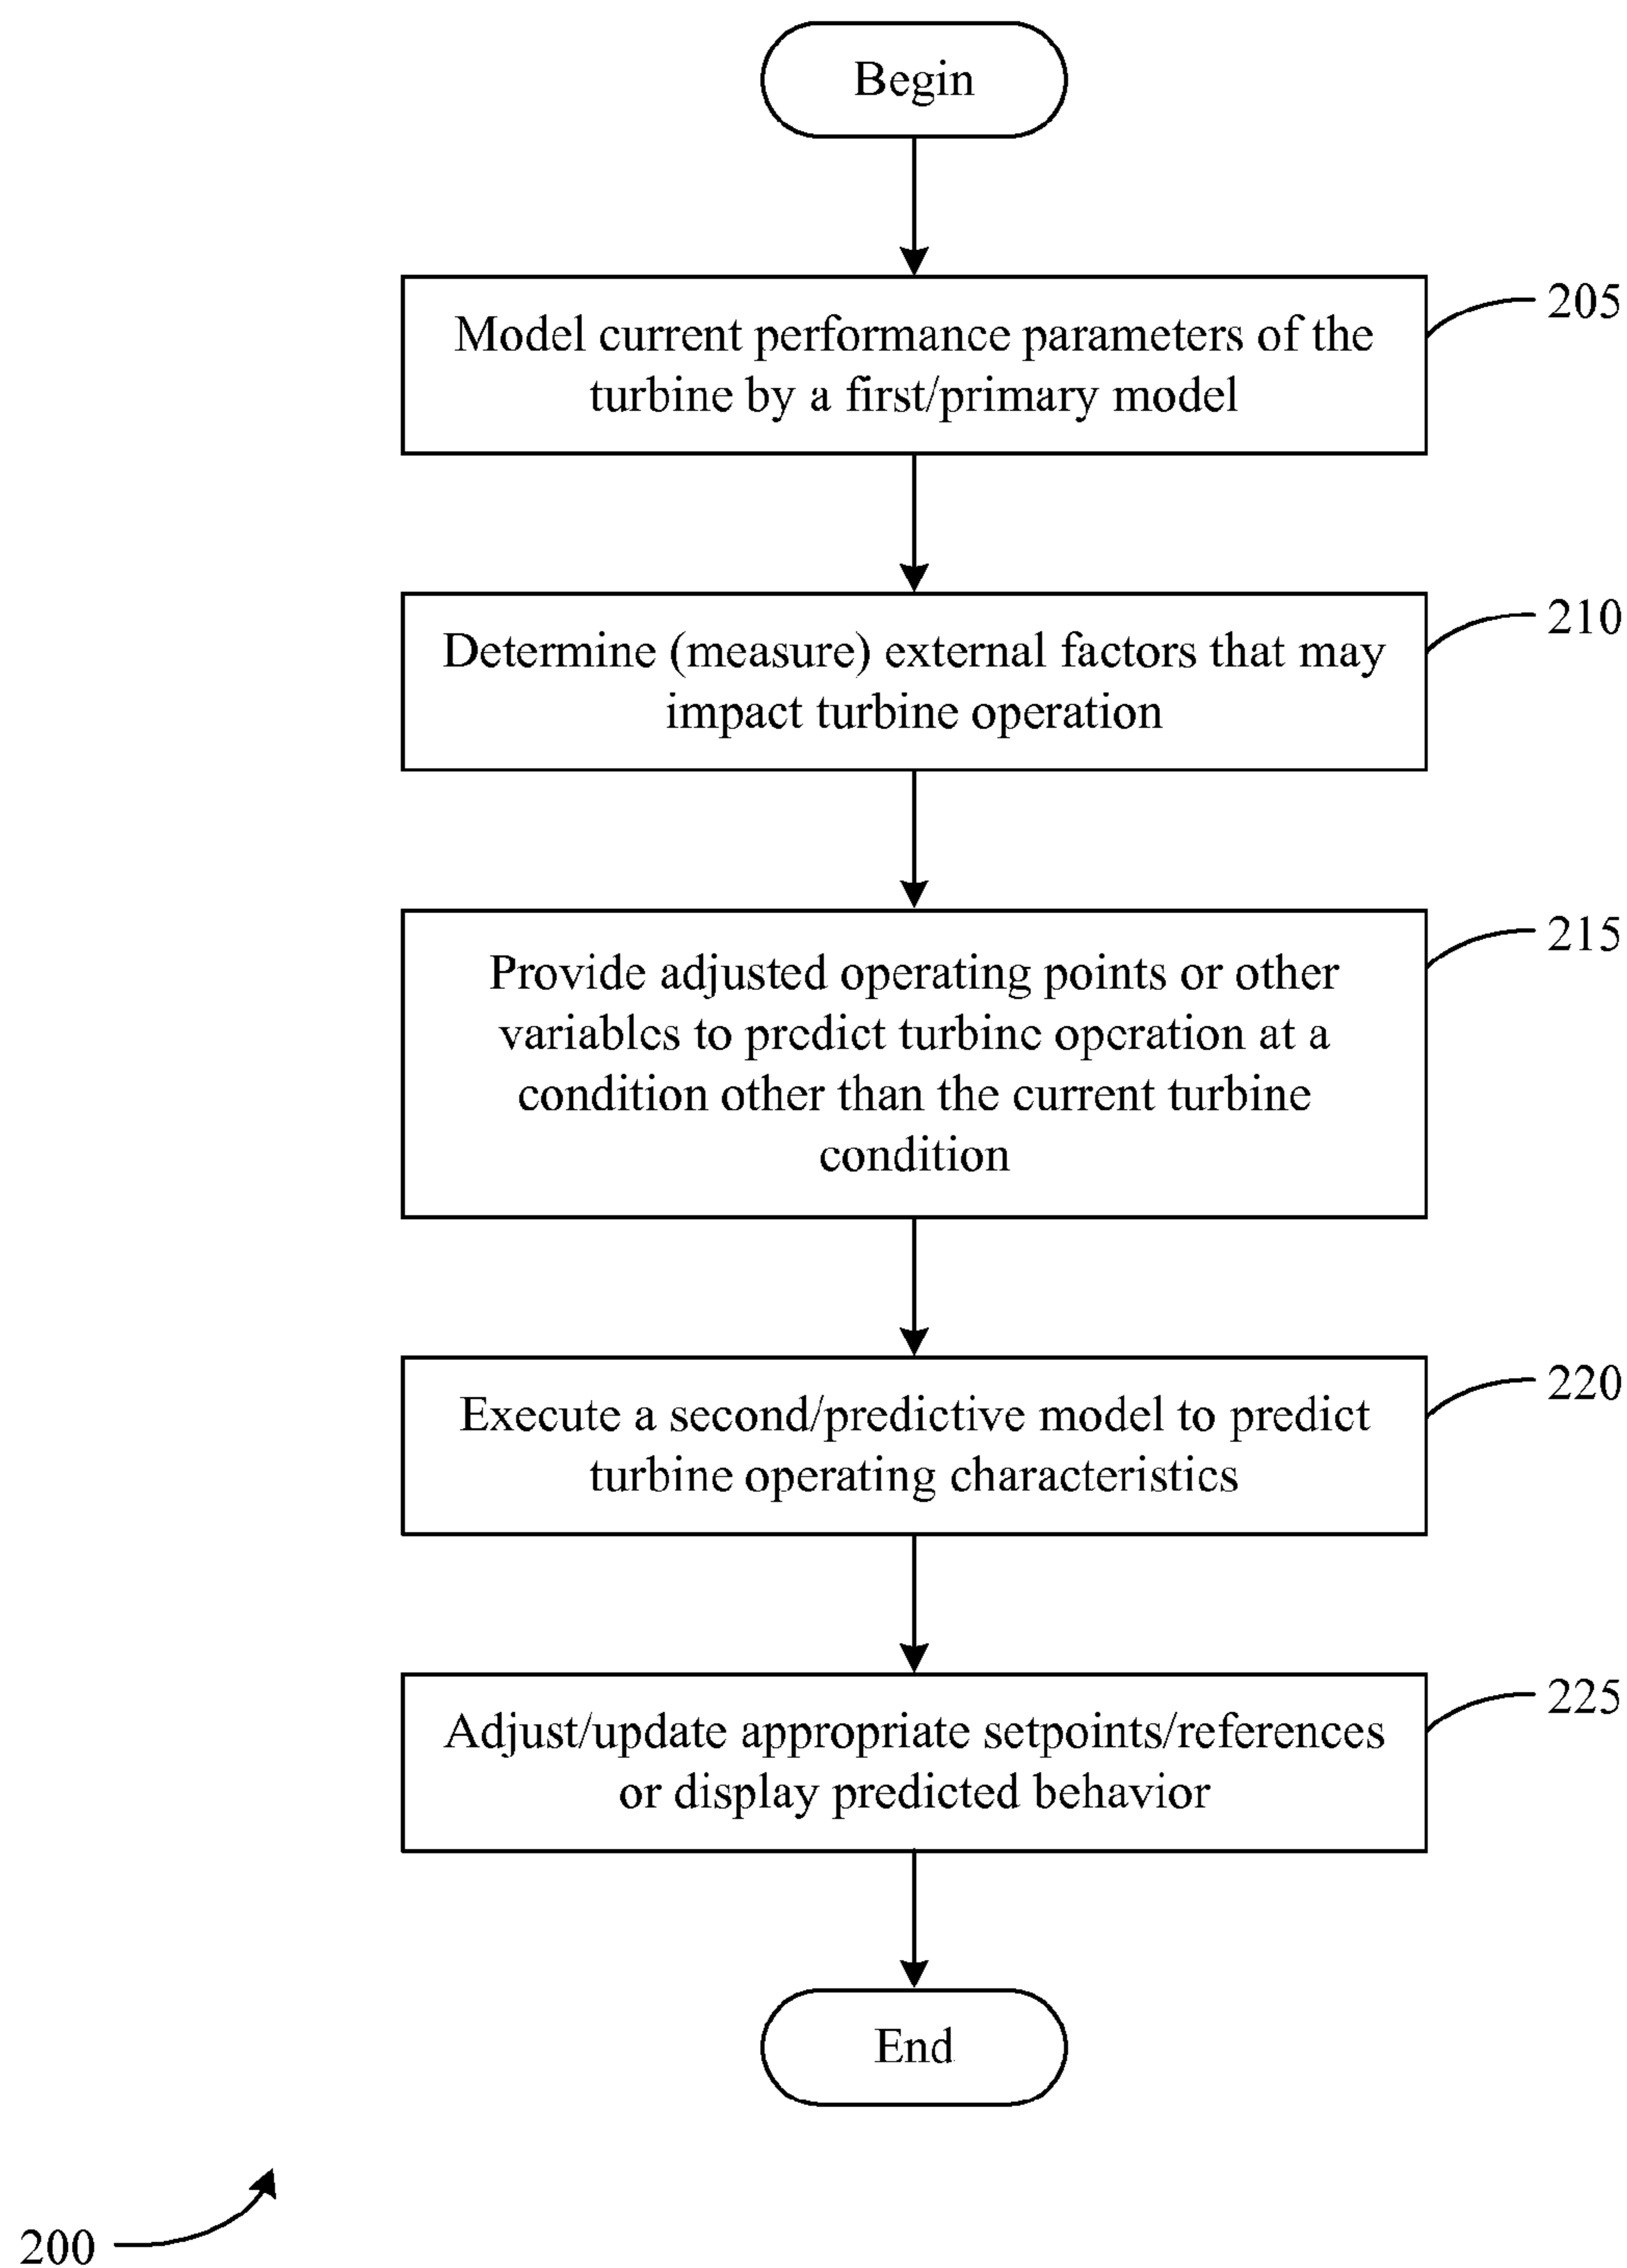 Begin
Model current performance parameters of the
turbine by a first/primary model
205
Determine (measure) external factors that may
impact turbine operation
210
Provide adjusted operating points or other
variables to predict turbine operation at a
condition other than the current turbine
condition
215
Execute a second/predictive model to predict
turbine operating characteristics
220
Adjust/update appropriate setpoints/references
or display predicted behavior
225
End
200